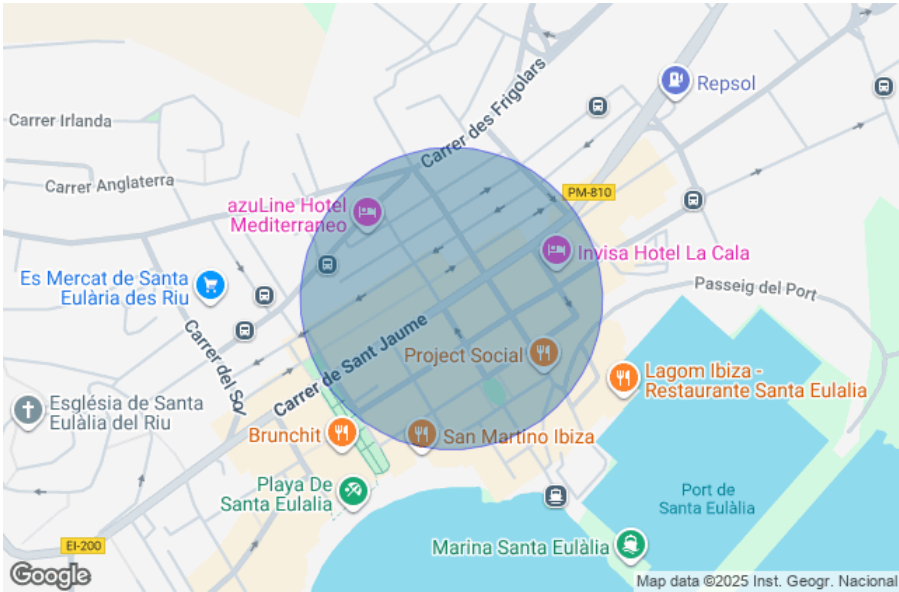 Carrer des Frigolars
Repsol
Carrer Irlanda
Carrer Anglaterra
PM-810
azuLine Hotel
Mediterraneo
Invisa Hotel La Cala
Es Mercat de Santa
Eulària des Riu
Passeig del Port
Carrer del Sol
Carrer de Sant Jaume
Project Social
Lagom Ibiza -
Restaurante Santa Eulalia
Església de Santa
Eulàlia del Riu
Brunchit
San Martino Ibiza
Playa De
Santa Eulalia
Port de
Santa Eulàlia
EI-200
Marina Santa Eulàlia
Google
Map data ©2025 Inst. Geogr. Nacional